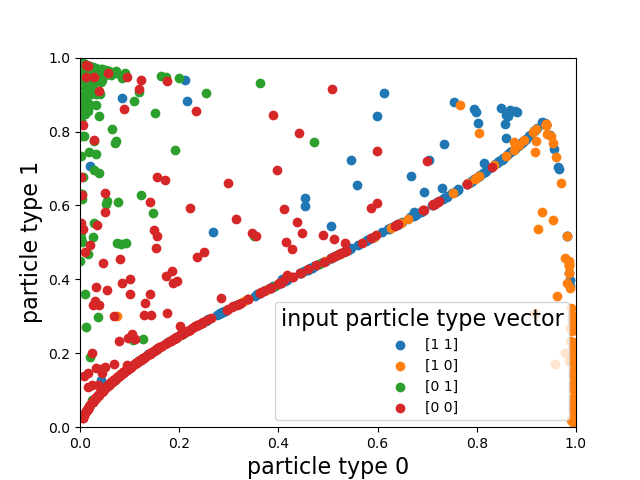 1.0
0.8
0.6
0.4
0.2
0.0
particle type 1
input particle type vector
[1 1]
[1 0]
[0 1]
[0 0]
0.0 0.2 0.4 0.6 0.8 1.0
particle type 0